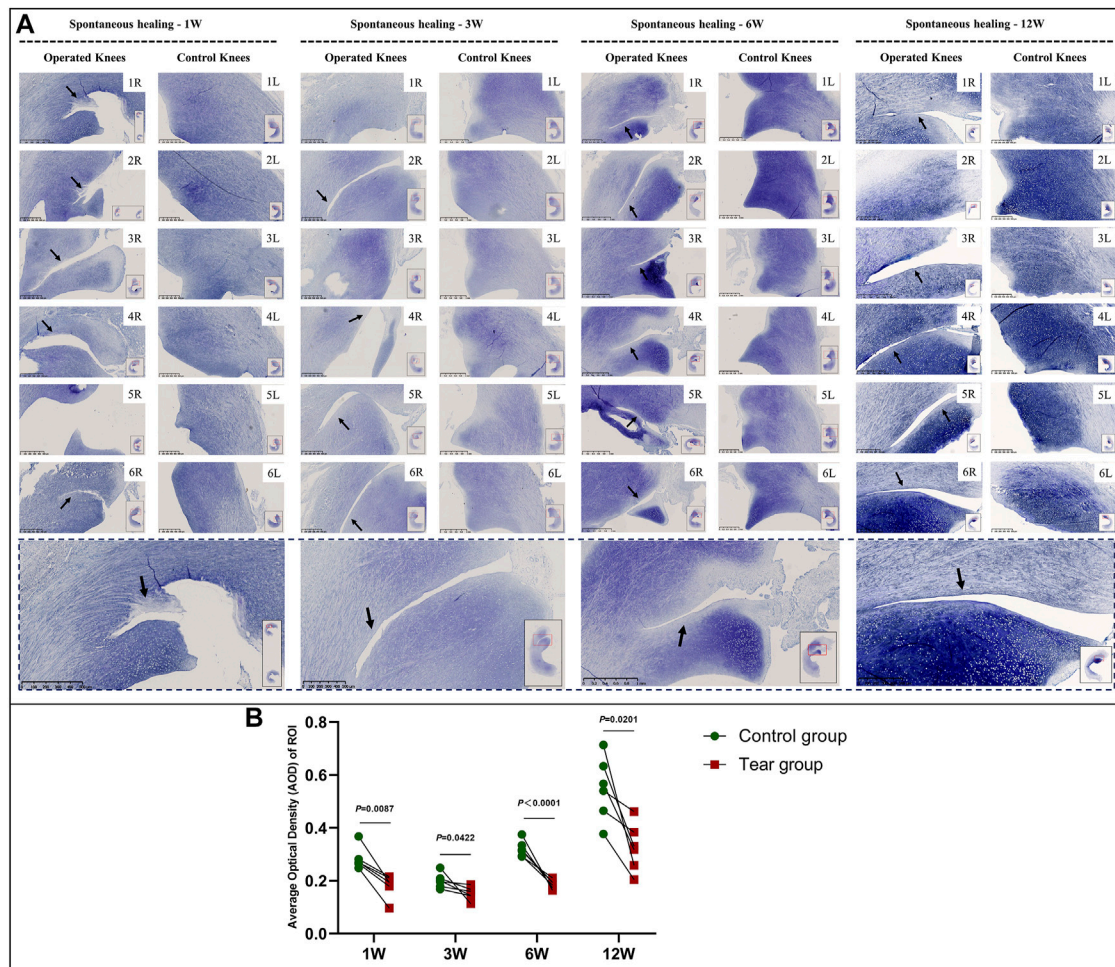 A
Spontaneous healing - 1W
Spontaneous healing - 3W
Spontaneous healing - 6W
Spontaneous healing - 12W
Operated Knees Control Knees Operated Knees Control Knees Operated Knees Control Knees Operated Knees Control Knees
1R 1L 1R 1L 1R 1L 1R 1L
2R 2L 2R 2L 2R 2L 2R 2L
3R 3L 3R 3L 3R 3L 3R 3L
4R 4L 4R 4L 4R 4L 4R 4L
5R 5L 5R 5L 5R 5L 5R 5L
6R 6L 6R 6L 6R 6L 6R 6L
B
Average Optical Density (AOD) of ROI
0.8
0.6
0.4
0.2
0.0
P=0.0087
P=0.0422
P<0.0001
P=0.0201
1W 3W 6W 12W
Control group
Tear group